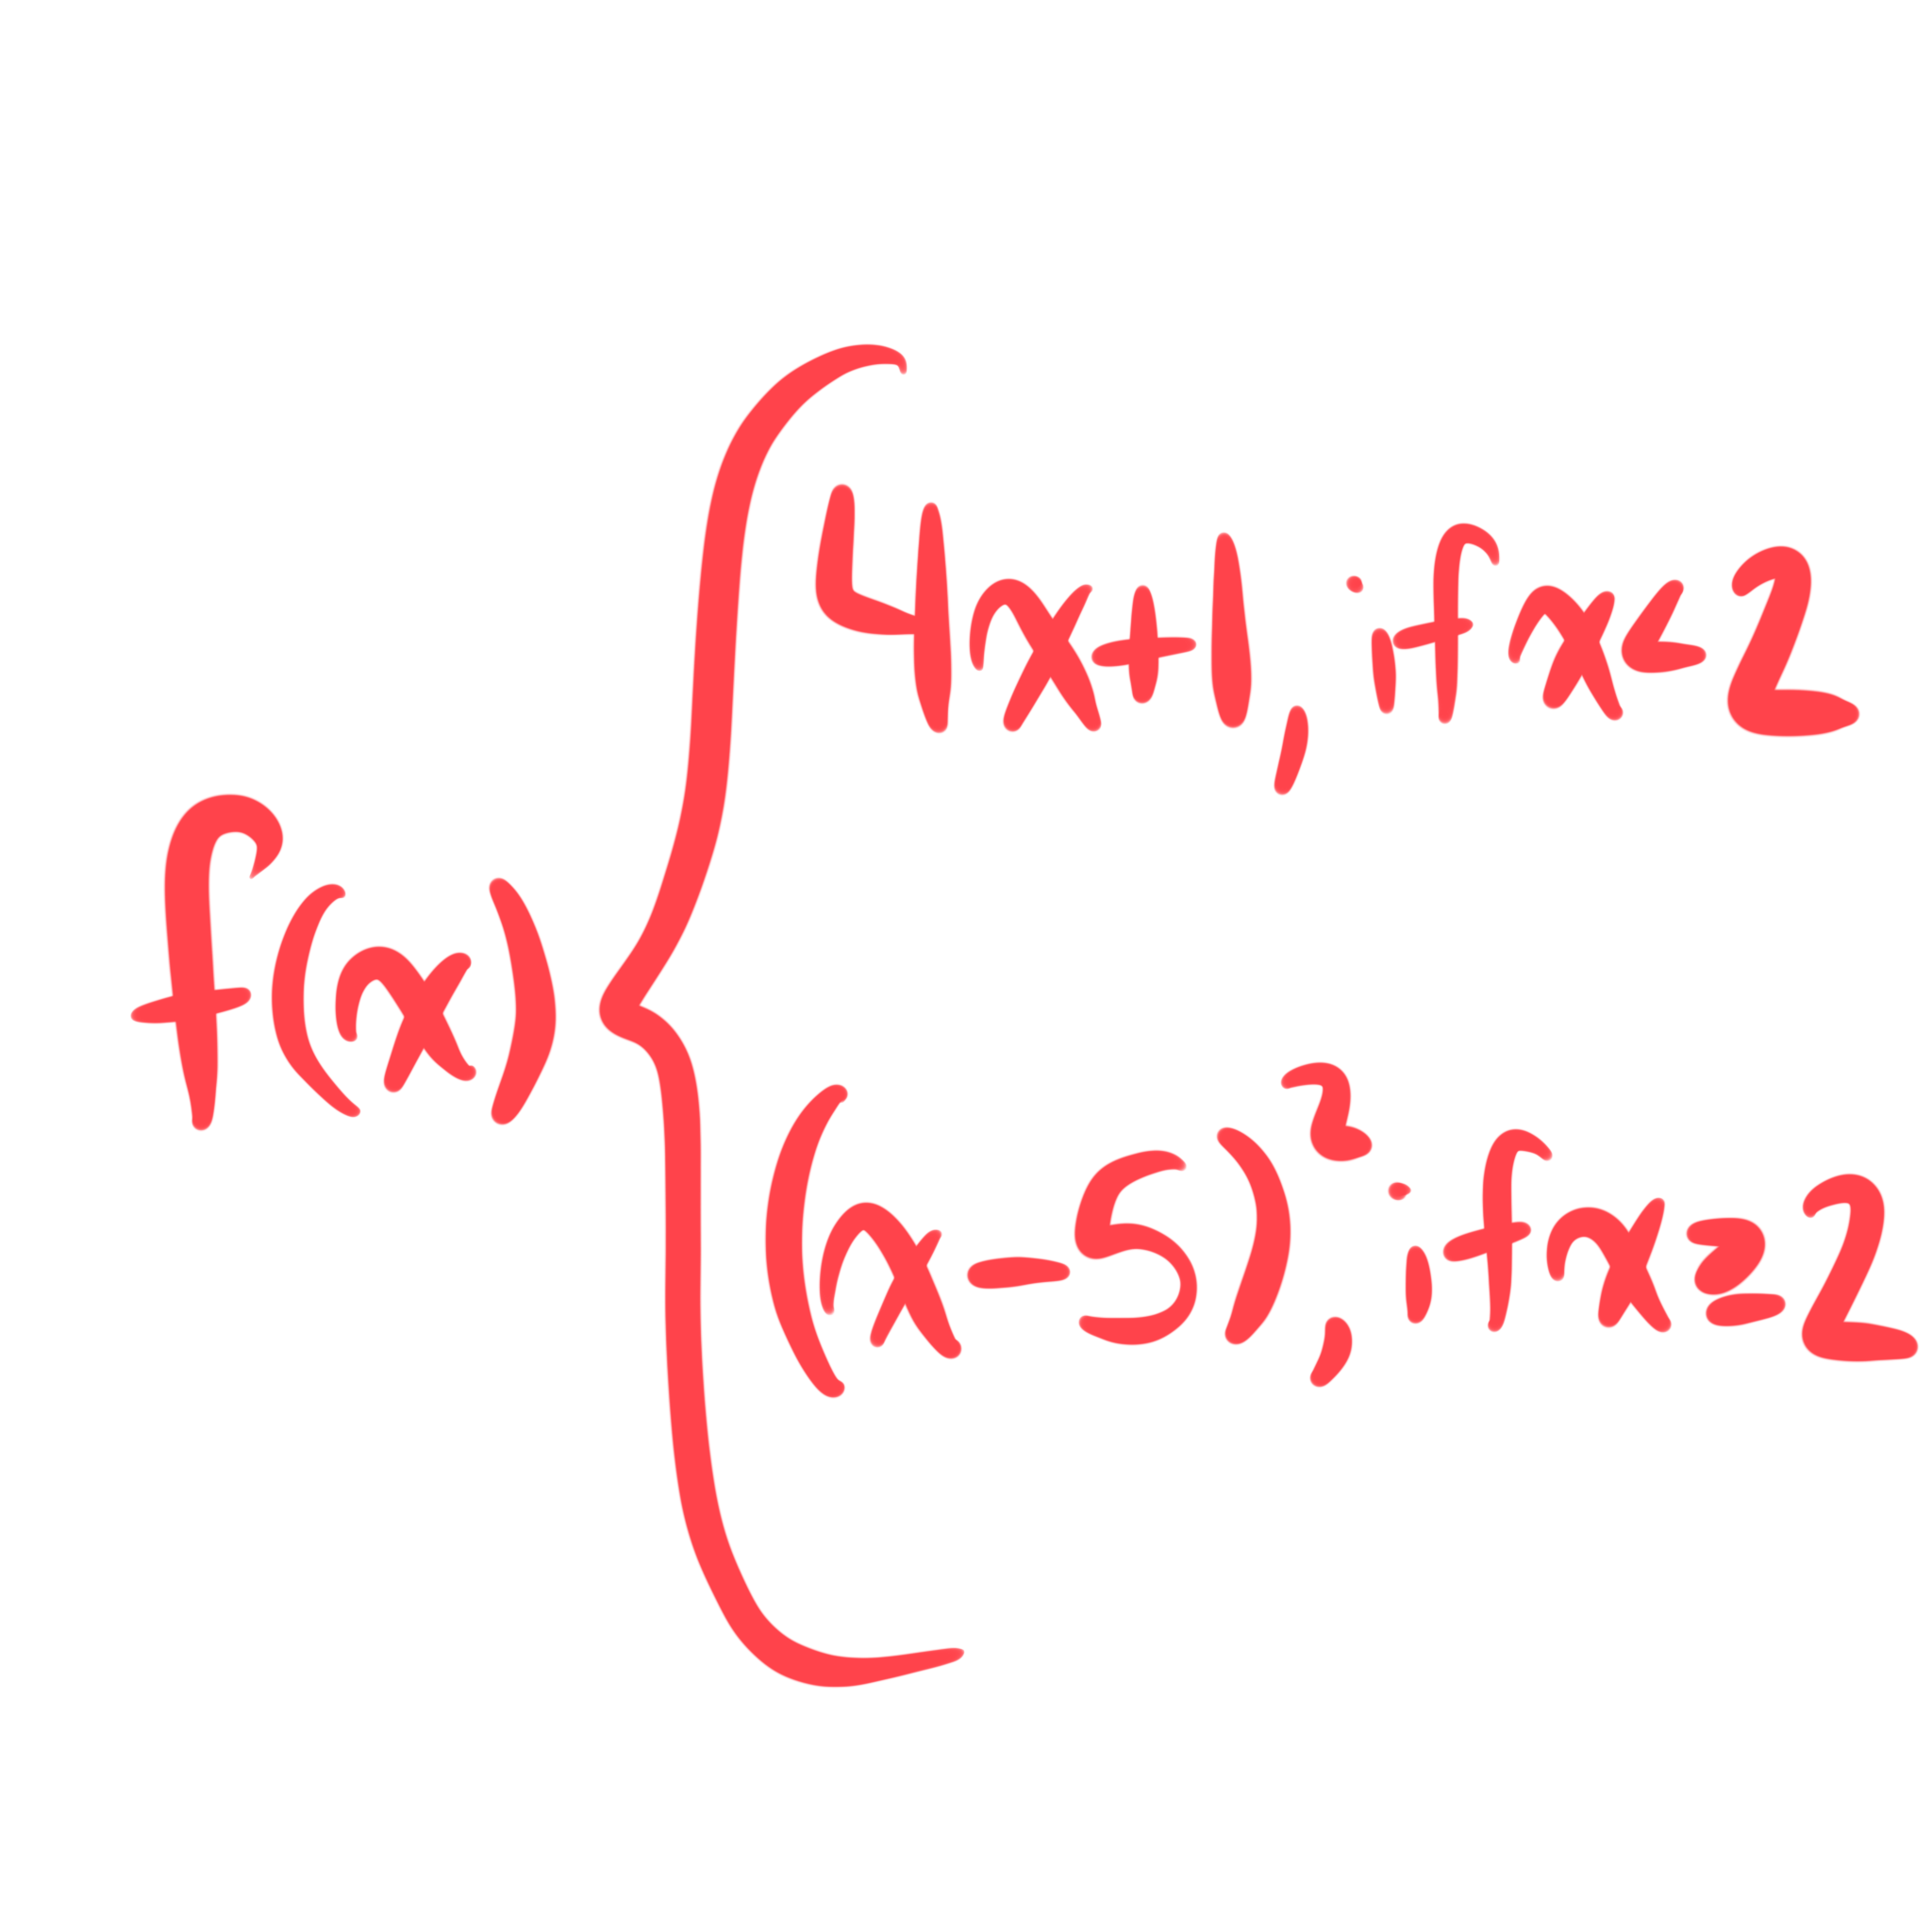 4x+1, if x<2
f(x)
(x-5)², if x≥2